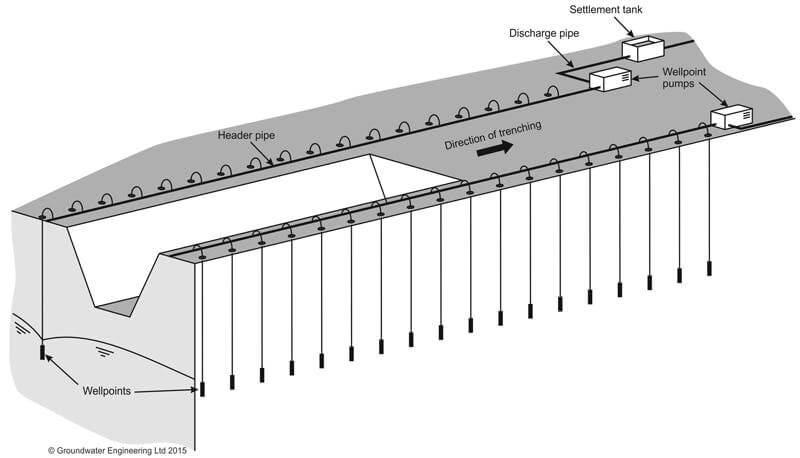 Settlement tank
Discharge pipe
Wellpoint
pumps
Header pipe
Direction of trenching
Wellpoints
© Groundwater Engineering Ltd 2015